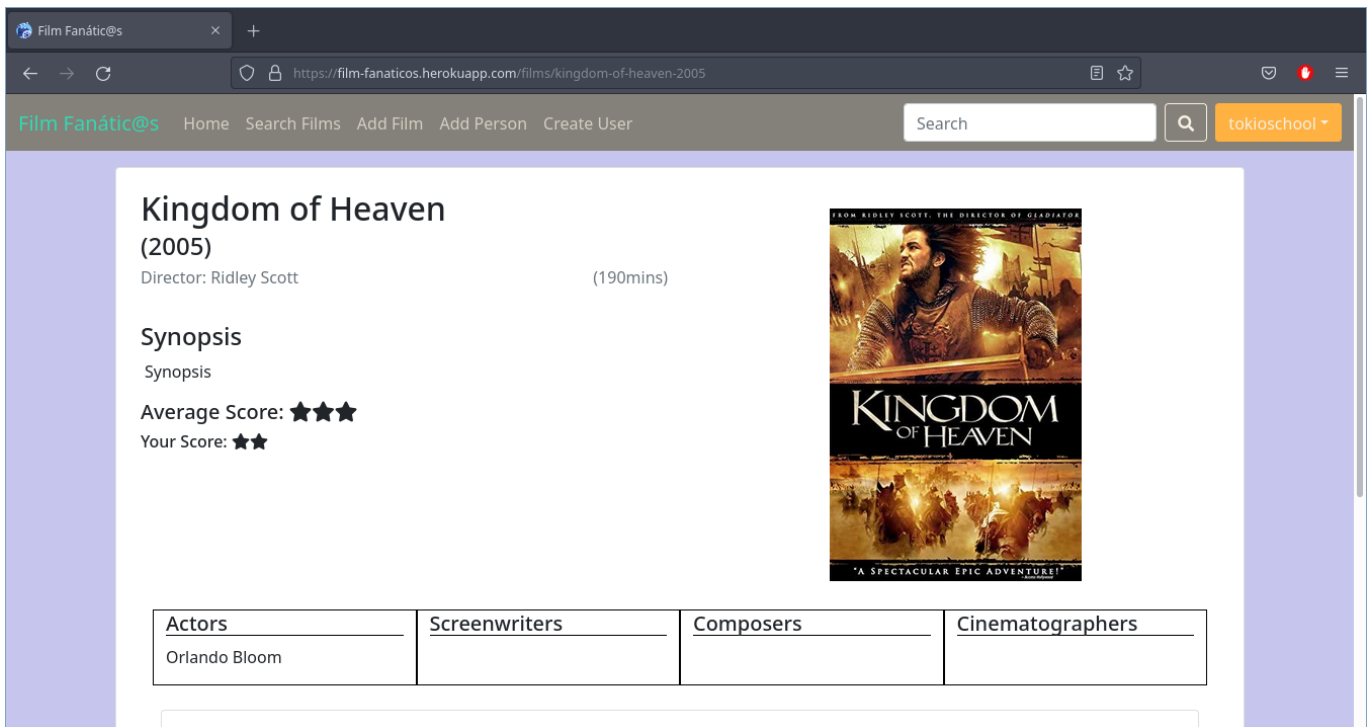 Film Fanátic@s
https://film-fanaticos.herokuapp.com/films/kingdom-of-heaven-2005
Film Fanátic@s Home Search Films Add Film Add Person Create User Search tokioschool
Kingdom of Heaven
(2005)
Director: Ridley Scott (190mins)
Synopsis
Synopsis
Average Score:
Your Score:
FROM RIDLEY SCOTT, THE DIRECTOR OF GLADIATOR
KINGDOM
OF HEAVEN
"A SPECTACULAR EPIC ADVENTURE!"
Actors Screenwriters Composers Cinematographers
Orlando Bloom